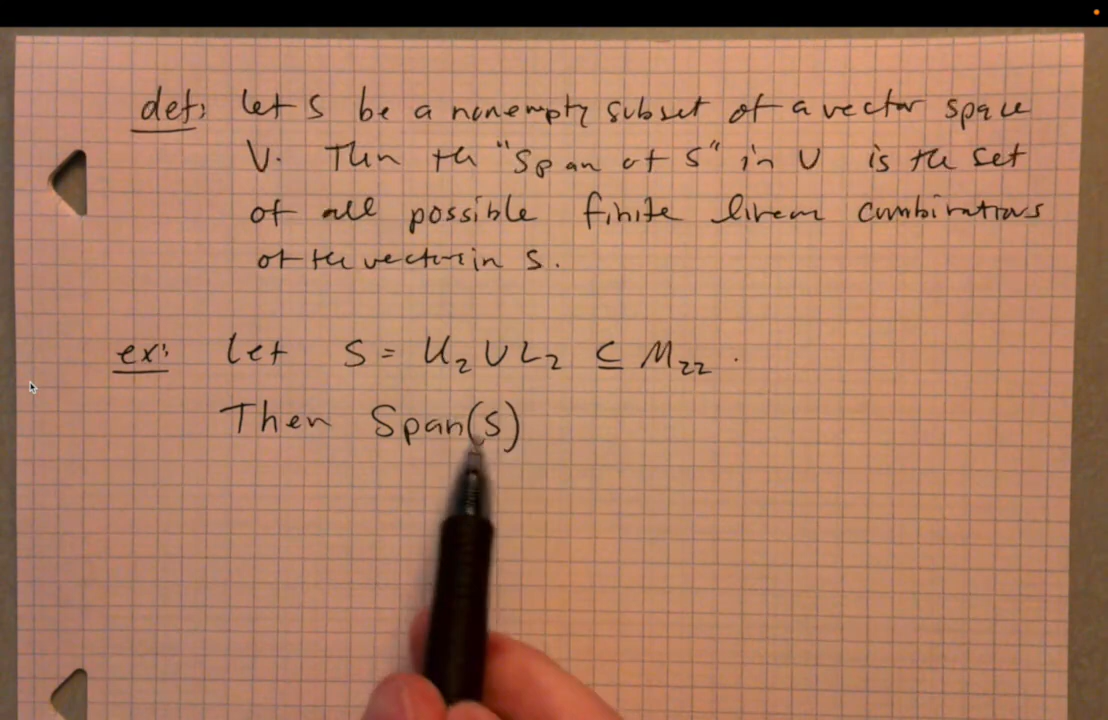 def: let S be a nonempty subset of a vector space
V. Then the "Span of S" in V is the set
of all possible finite linear combinations
of the vectors in S.
ex: Let S = U₂ ∪ L₂ ⊆ M₂₂.
Then Span(S)